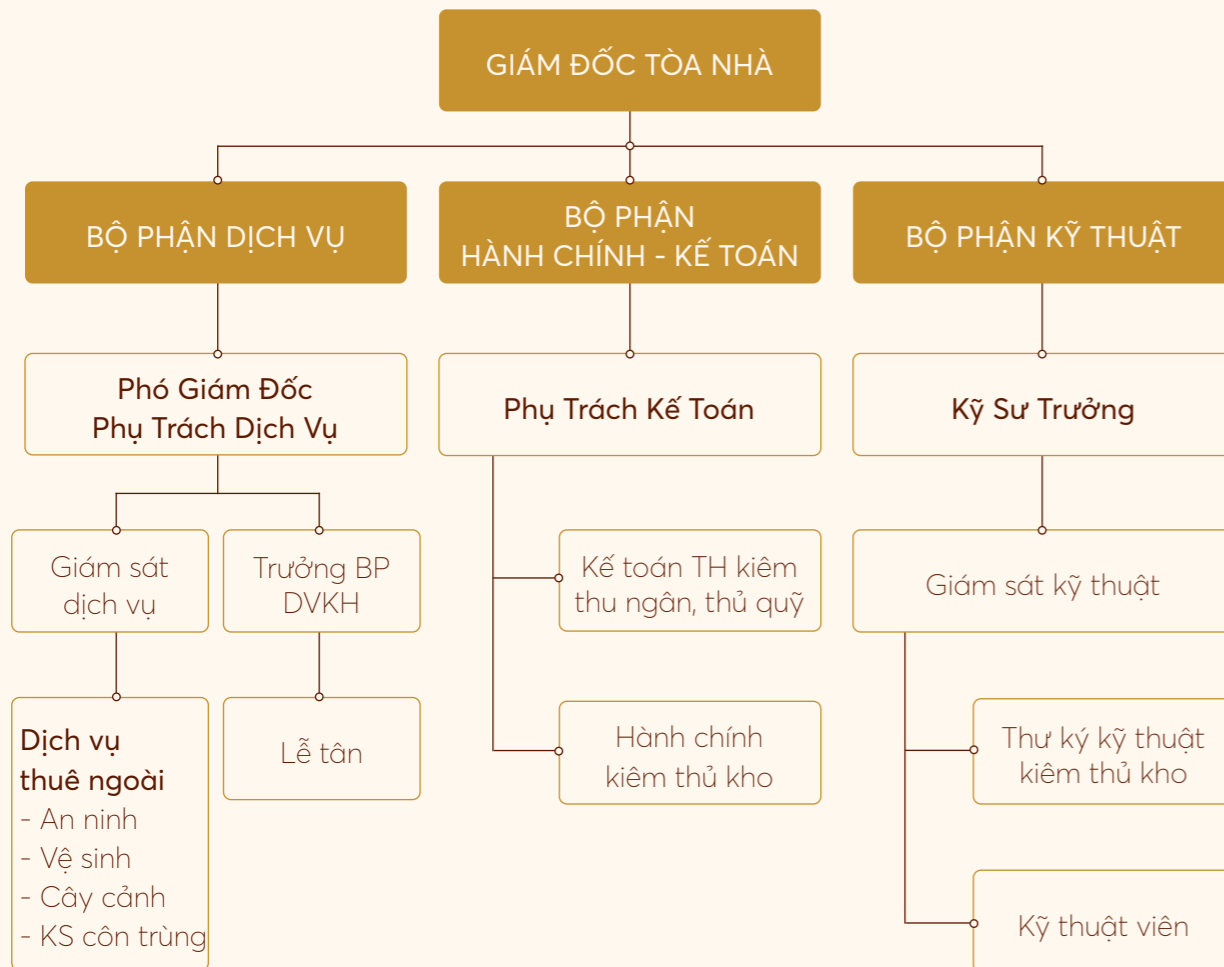 GIÁM ĐỐC TÒA NHÀ
BỘ PHẬN DỊCH VỤ
BỘ PHẬN
HÀNH CHÍNH - KẾ TOÁN
BỘ PHẬN KỸ THUẬT
Phó Giám Đốc
Phụ Trách Dịch Vụ
Phụ Trách Kế Toán
Kỹ Sư Trưởng
Giám sát
dịch vụ
Trưởng BP
DVKH
Kế toán TH kiêm
thu ngân, thủ quỹ
Giám sát kỹ thuật
Dịch vụ
thuê ngoài
- An ninh
- Vệ sinh
- Cây cảnh
- KS côn trùng
Lễ tân
Hành chính
kiêm thủ kho
Thư ký kỹ thuật
kiêm thủ kho
Kỹ thuật viên